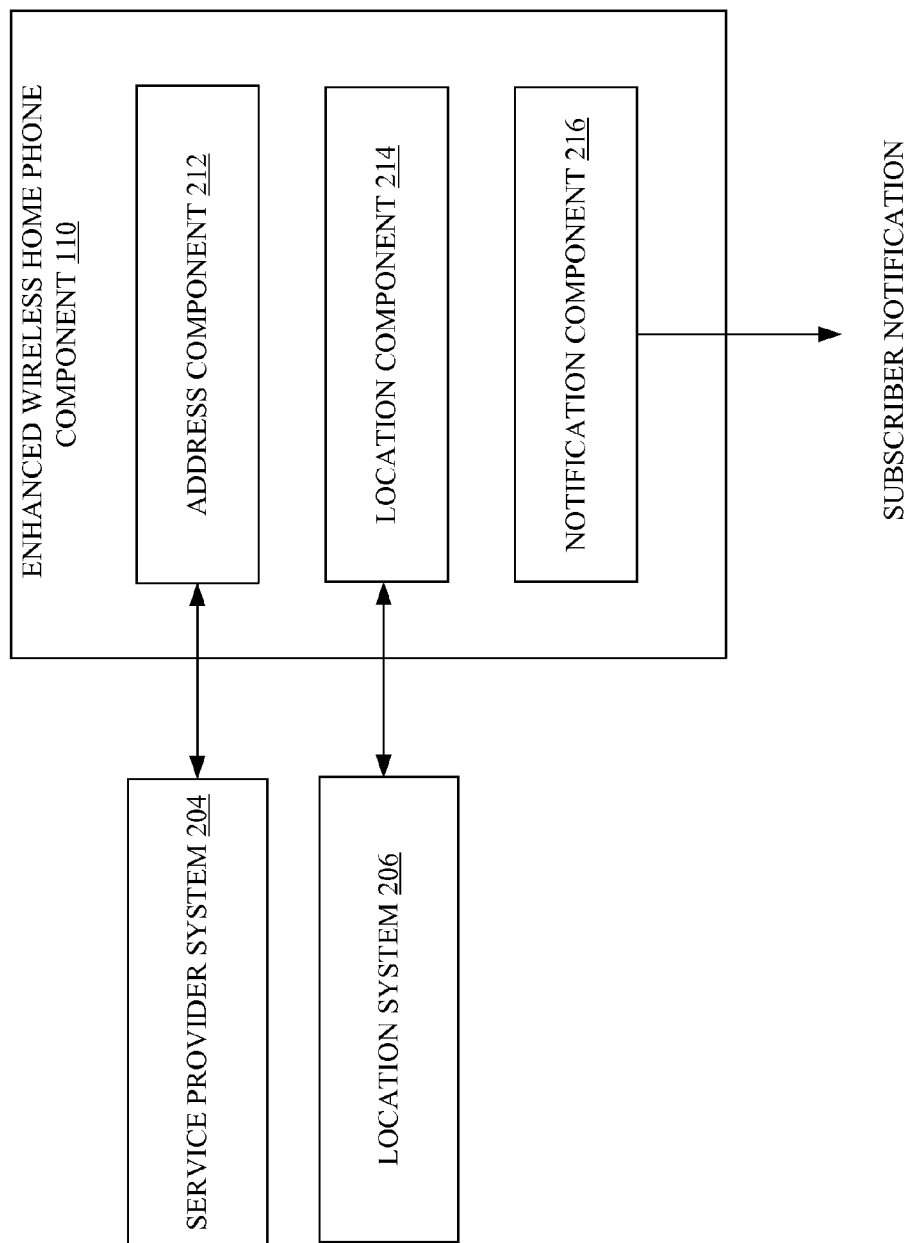 ENHANCED WIRELESS HOME PHONE
COMPONENT 110
ADDRESS COMPONENT 212
LOCATION COMPONENT 214
NOTIFICATION COMPONENT 216
SERVICE PROVIDER SYSTEM 204
LOCATION SYSTEM 206
SUBSCRIBER NOTIFICATION